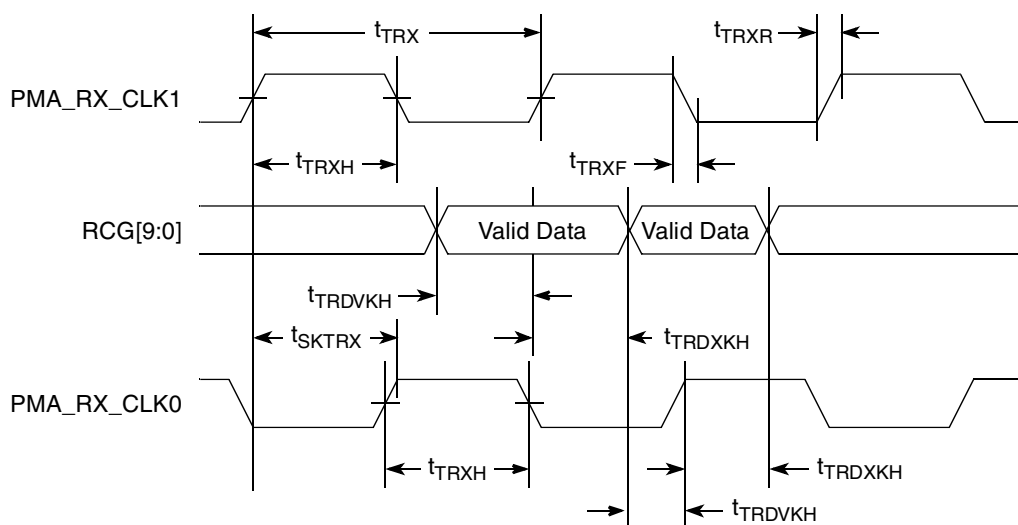 tTRX
tTRXR
PMA_RX_CLK1
tTRXH
tTRXF
RCG[9:0]
Valid Data
Valid Data
tTRDVKH
tSKTRX
tTRDXKH
PMA_RX_CLK0
tTRXH
tTRDXKH
tTRDVKH